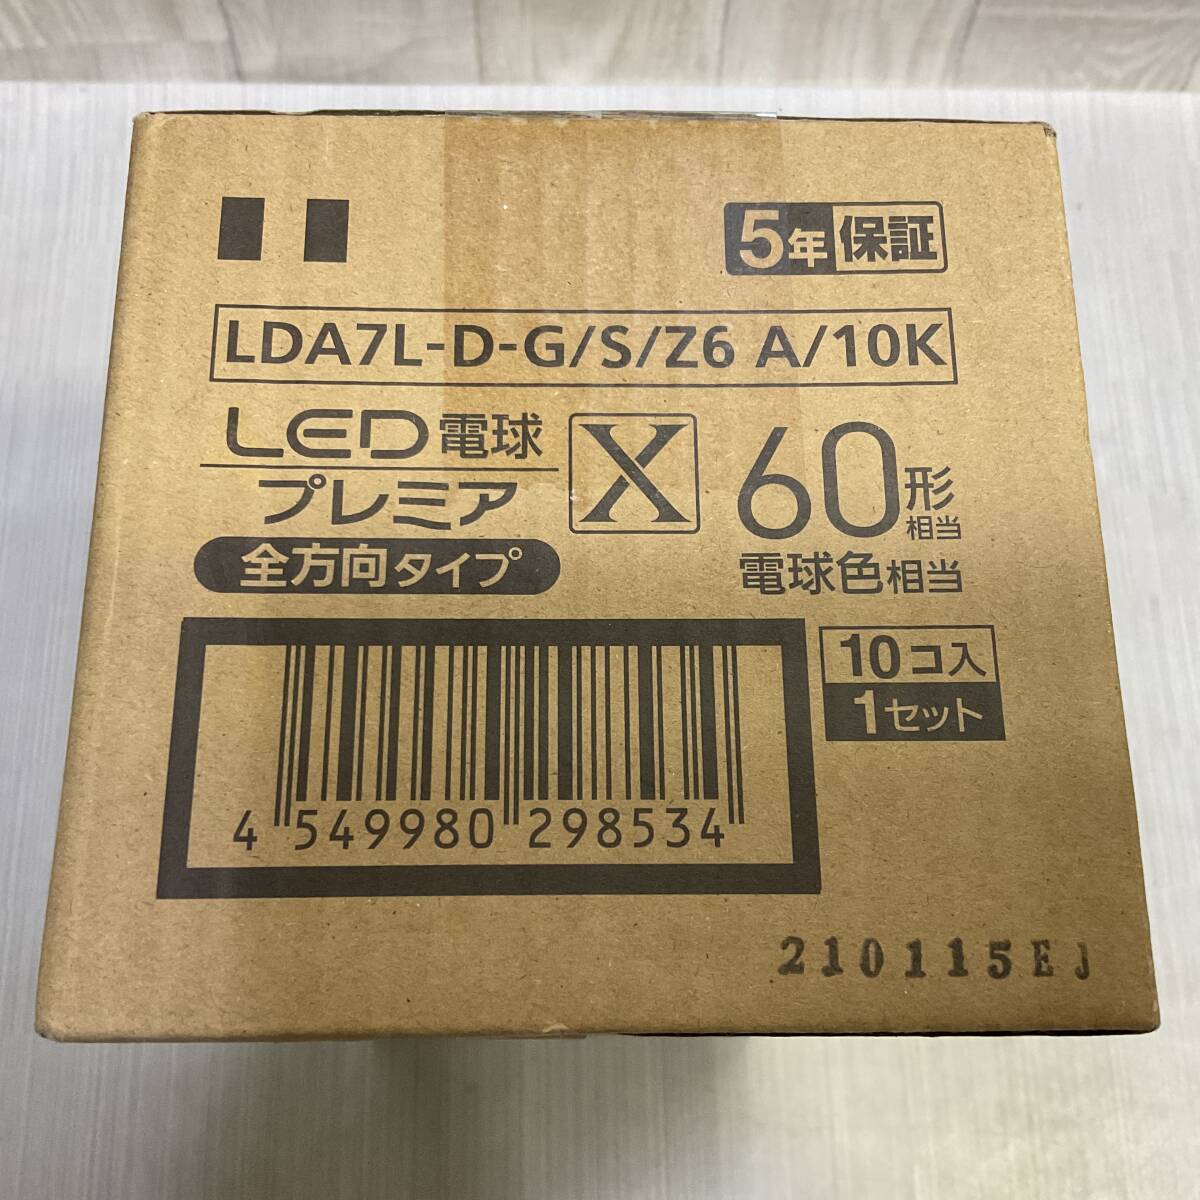 5年保証
LDA7L-D-G/S/Z6 A/10K
LED電球
プレミア
X
60形相当
全方向タイプ
電球色相当
10コ入
1セット
4 549980 298534
210115EJ